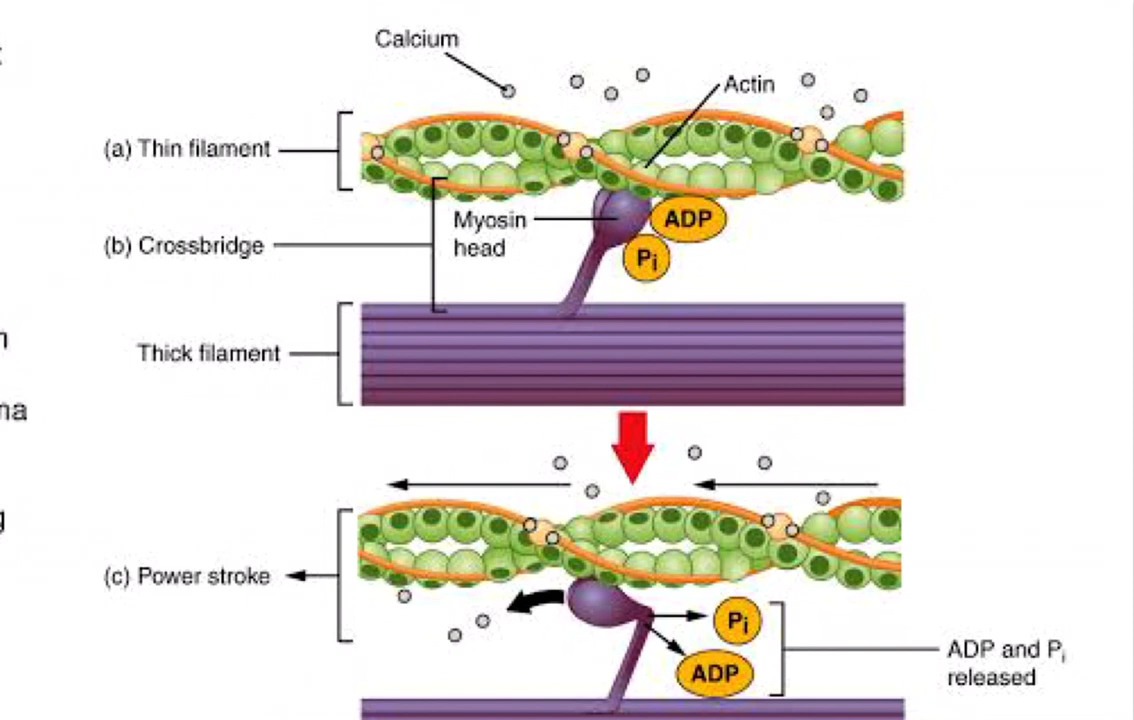 Calcium
Actin
(a) Thin filament
Myosin
head
ADP
(b) Crossbridge
Pi
Thick filament
(c) Power stroke
Pi
ADP
ADP and Pi
released